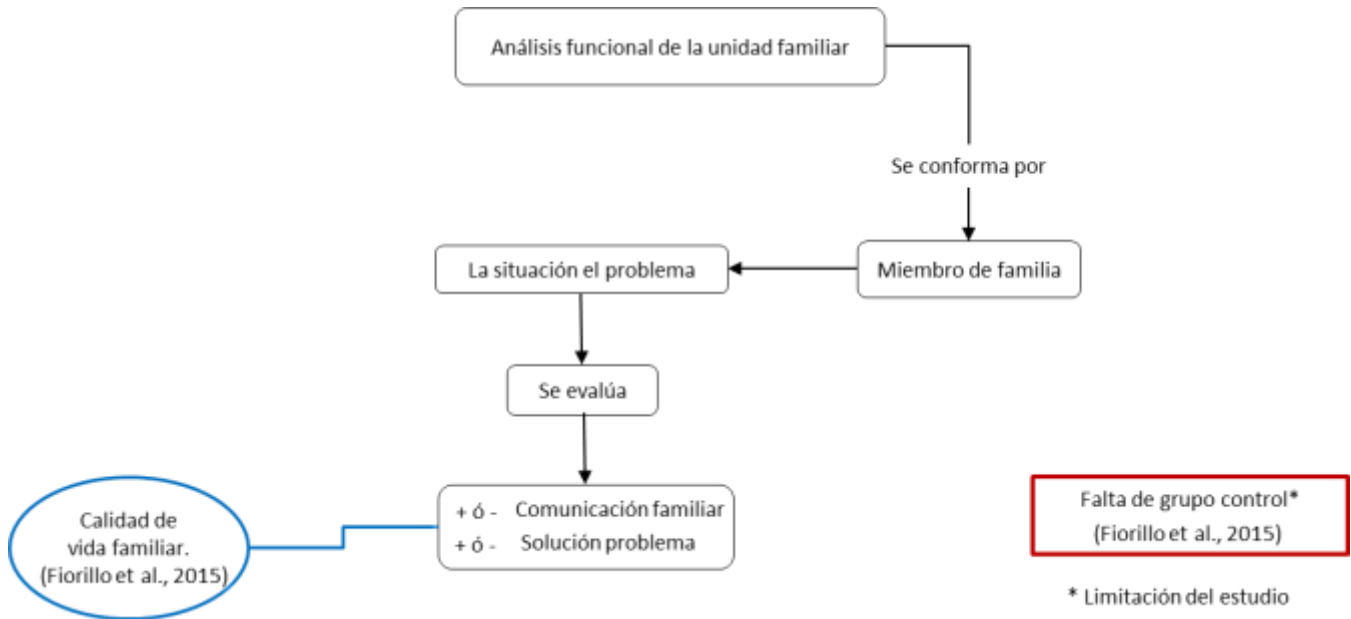 Análisis funcional de la unidad familiar
Se conforma por
Miembro de familia
La situación el problema
Se evalúa
+ ó - Comunicación familiar
+ ó - Solución problema
Calidad de
vida familiar.
(Fiorillo et al., 2015)
Falta de grupo control*
(Fiorillo et al., 2015)
* Limitación del estudio